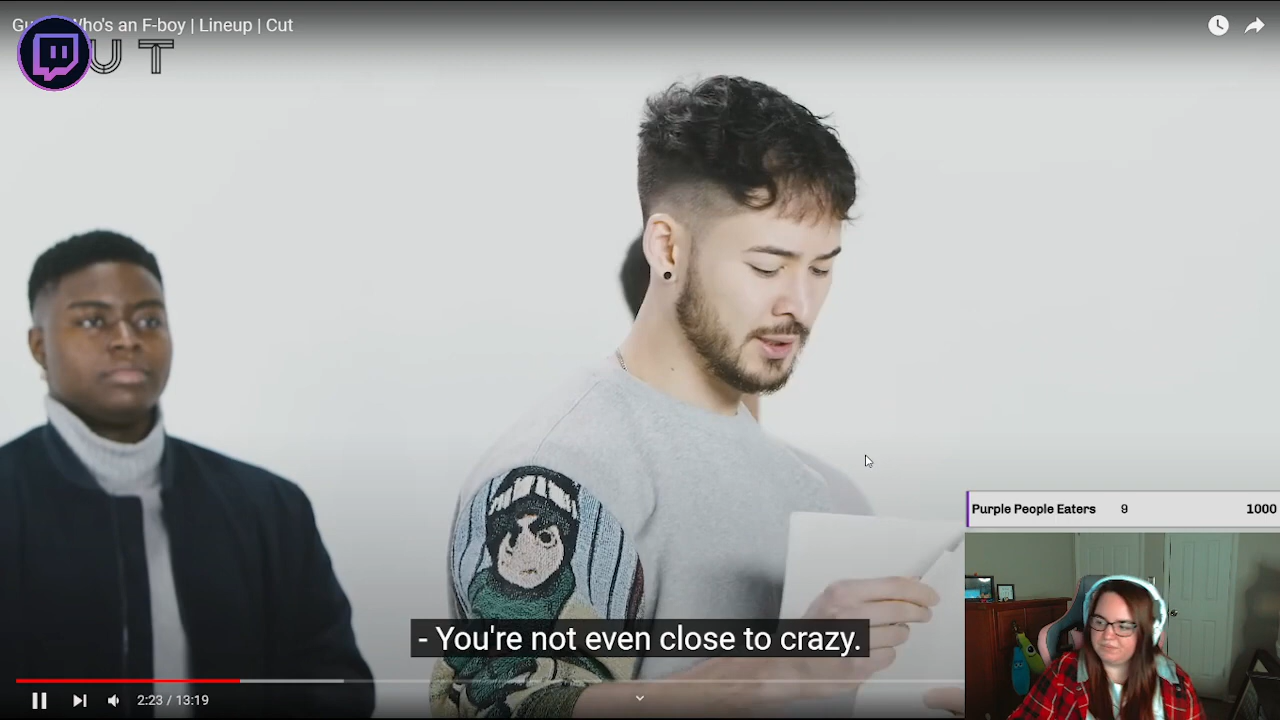 Who's an F-boy | Lineup | Cut
U T
- You're not even close to crazy.
Purple People Eaters 9 1000
2:23 / 13:19